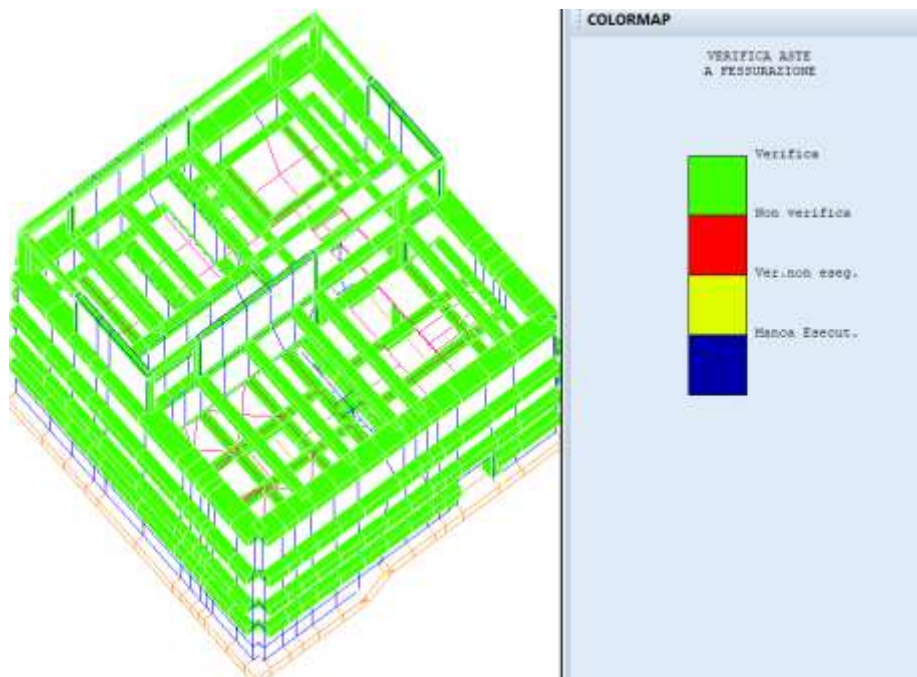 COLORMAP
VERIFICA ASTE
A FESSURAZIONE
Verifica
Non verifica
Ver.non eseg.
Manca Esecut.